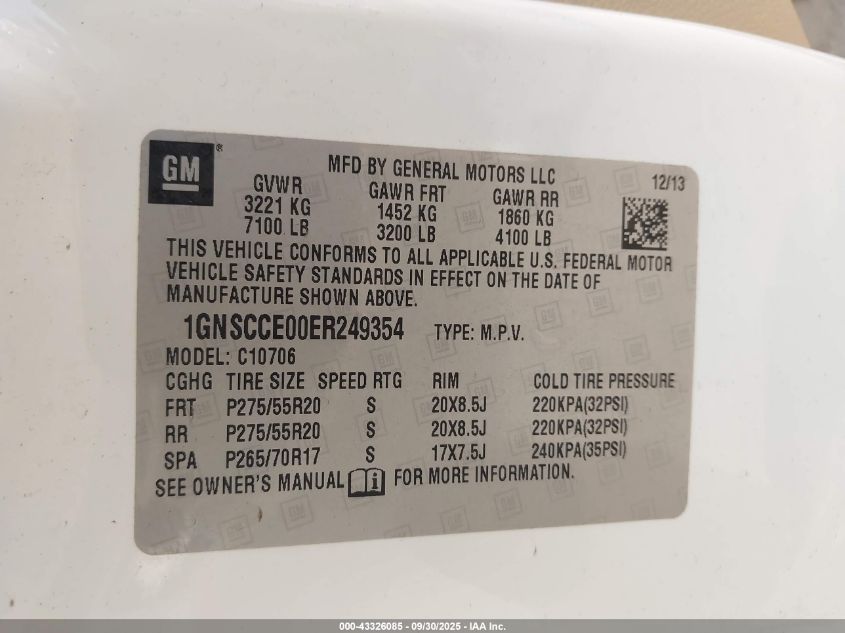 GM®
MFD BY GENERAL MOTORS LLC
12/13
GVWR GAWR FRT GAWR RR
3221 KG 1452 KG 1860 KG
7100 LB 3200 LB 4100 LB
THIS VEHICLE CONFORMS TO ALL APPLICABLE U.S. FEDERAL MOTOR
VEHICLE SAFETY STANDARDS IN EFFECT ON THE DATE OF
MANUFACTURE SHOWN ABOVE.
1GNSCCE00ER249354 TYPE: M.P.V.
MODEL: C10706
CGHG TIRE SIZE SPEED RTG RIM COLD TIRE PRESSURE
FRT P275/55R20 S 20X8.5J 220KPA(32PSI)
RR P275/55R20 S 20X8.5J 220KPA(32PSI)
SPA P265/70R17 S 17X7.5J 240KPA(35PSI)
SEE OWNER'S MANUAL FOR MORE INFORMATION.
000-43326085 - 09/30/2025 - IAA Inc.